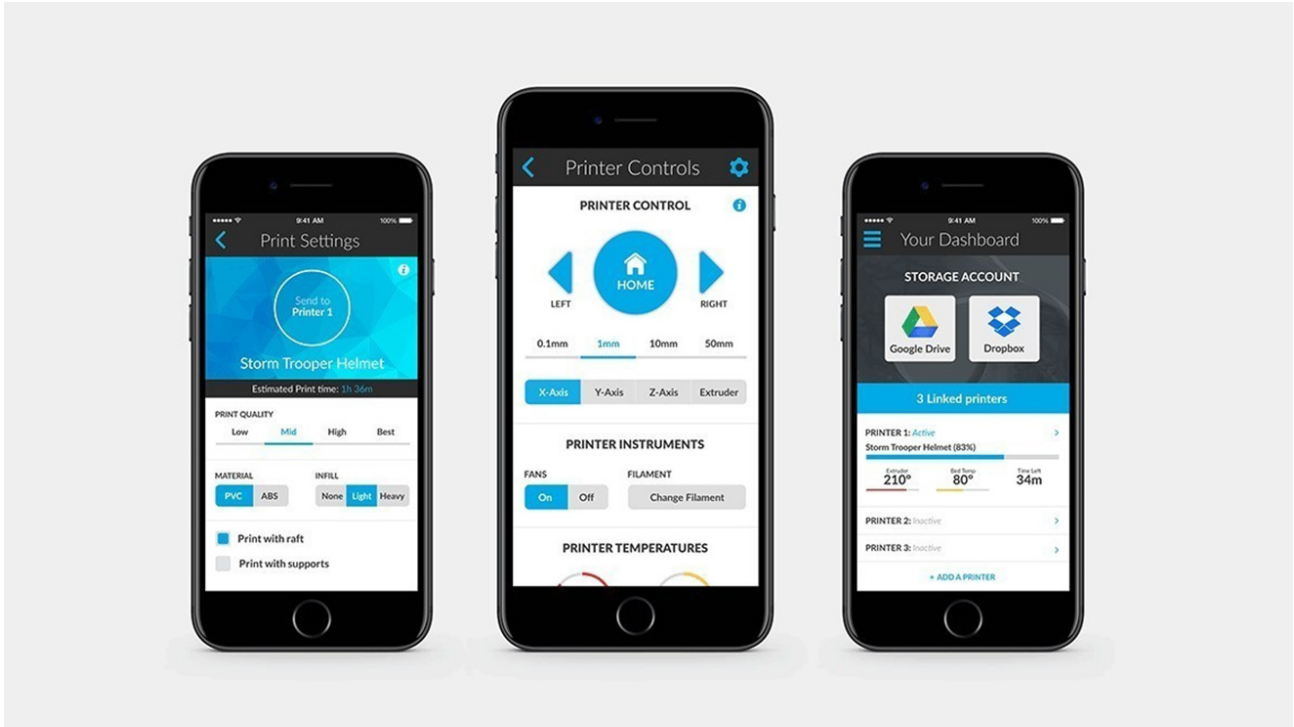 9:41 AM 100%
Print Settings
Send to
Printer 1
Storm Trooper Helmet
Estimated Print time: 1h 36m
PRINT QUALITY
Low Mid High Best
MATERIAL INFILL
PVC ABS None Light Heavy
Print with raft
Print with supports
Printer Controls
PRINTER CONTROL
HOME
LEFT RIGHT
0.1mm 1mm 10mm 50mm
X-Axis Y-Axis Z-Axis Extruder
PRINTER INSTRUMENTS
FANS FILAMENT
On Off Change Filament
PRINTER TEMPERATURES
9:41 AM 100%
Your Dashboard
STORAGE ACCOUNT
Google Drive Dropbox
3 Linked printers
PRINTER 1: Active
Storm Trooper Helmet (83%)
Extruder Bed Temp Time Left
210° 80° 34m
PRINTER 2: Inactive
PRINTER 3: Inactive
+ ADD A PRINTER